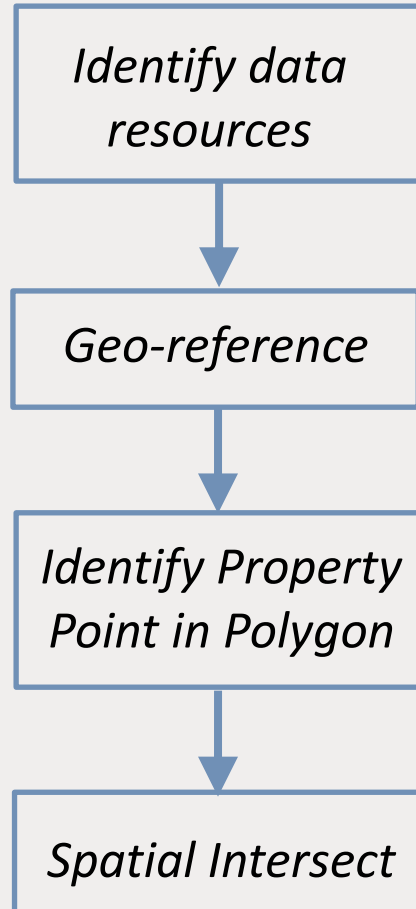 Identify data
resources
Geo-reference
Identify Property
Point in Polygon
Spatial Intersect